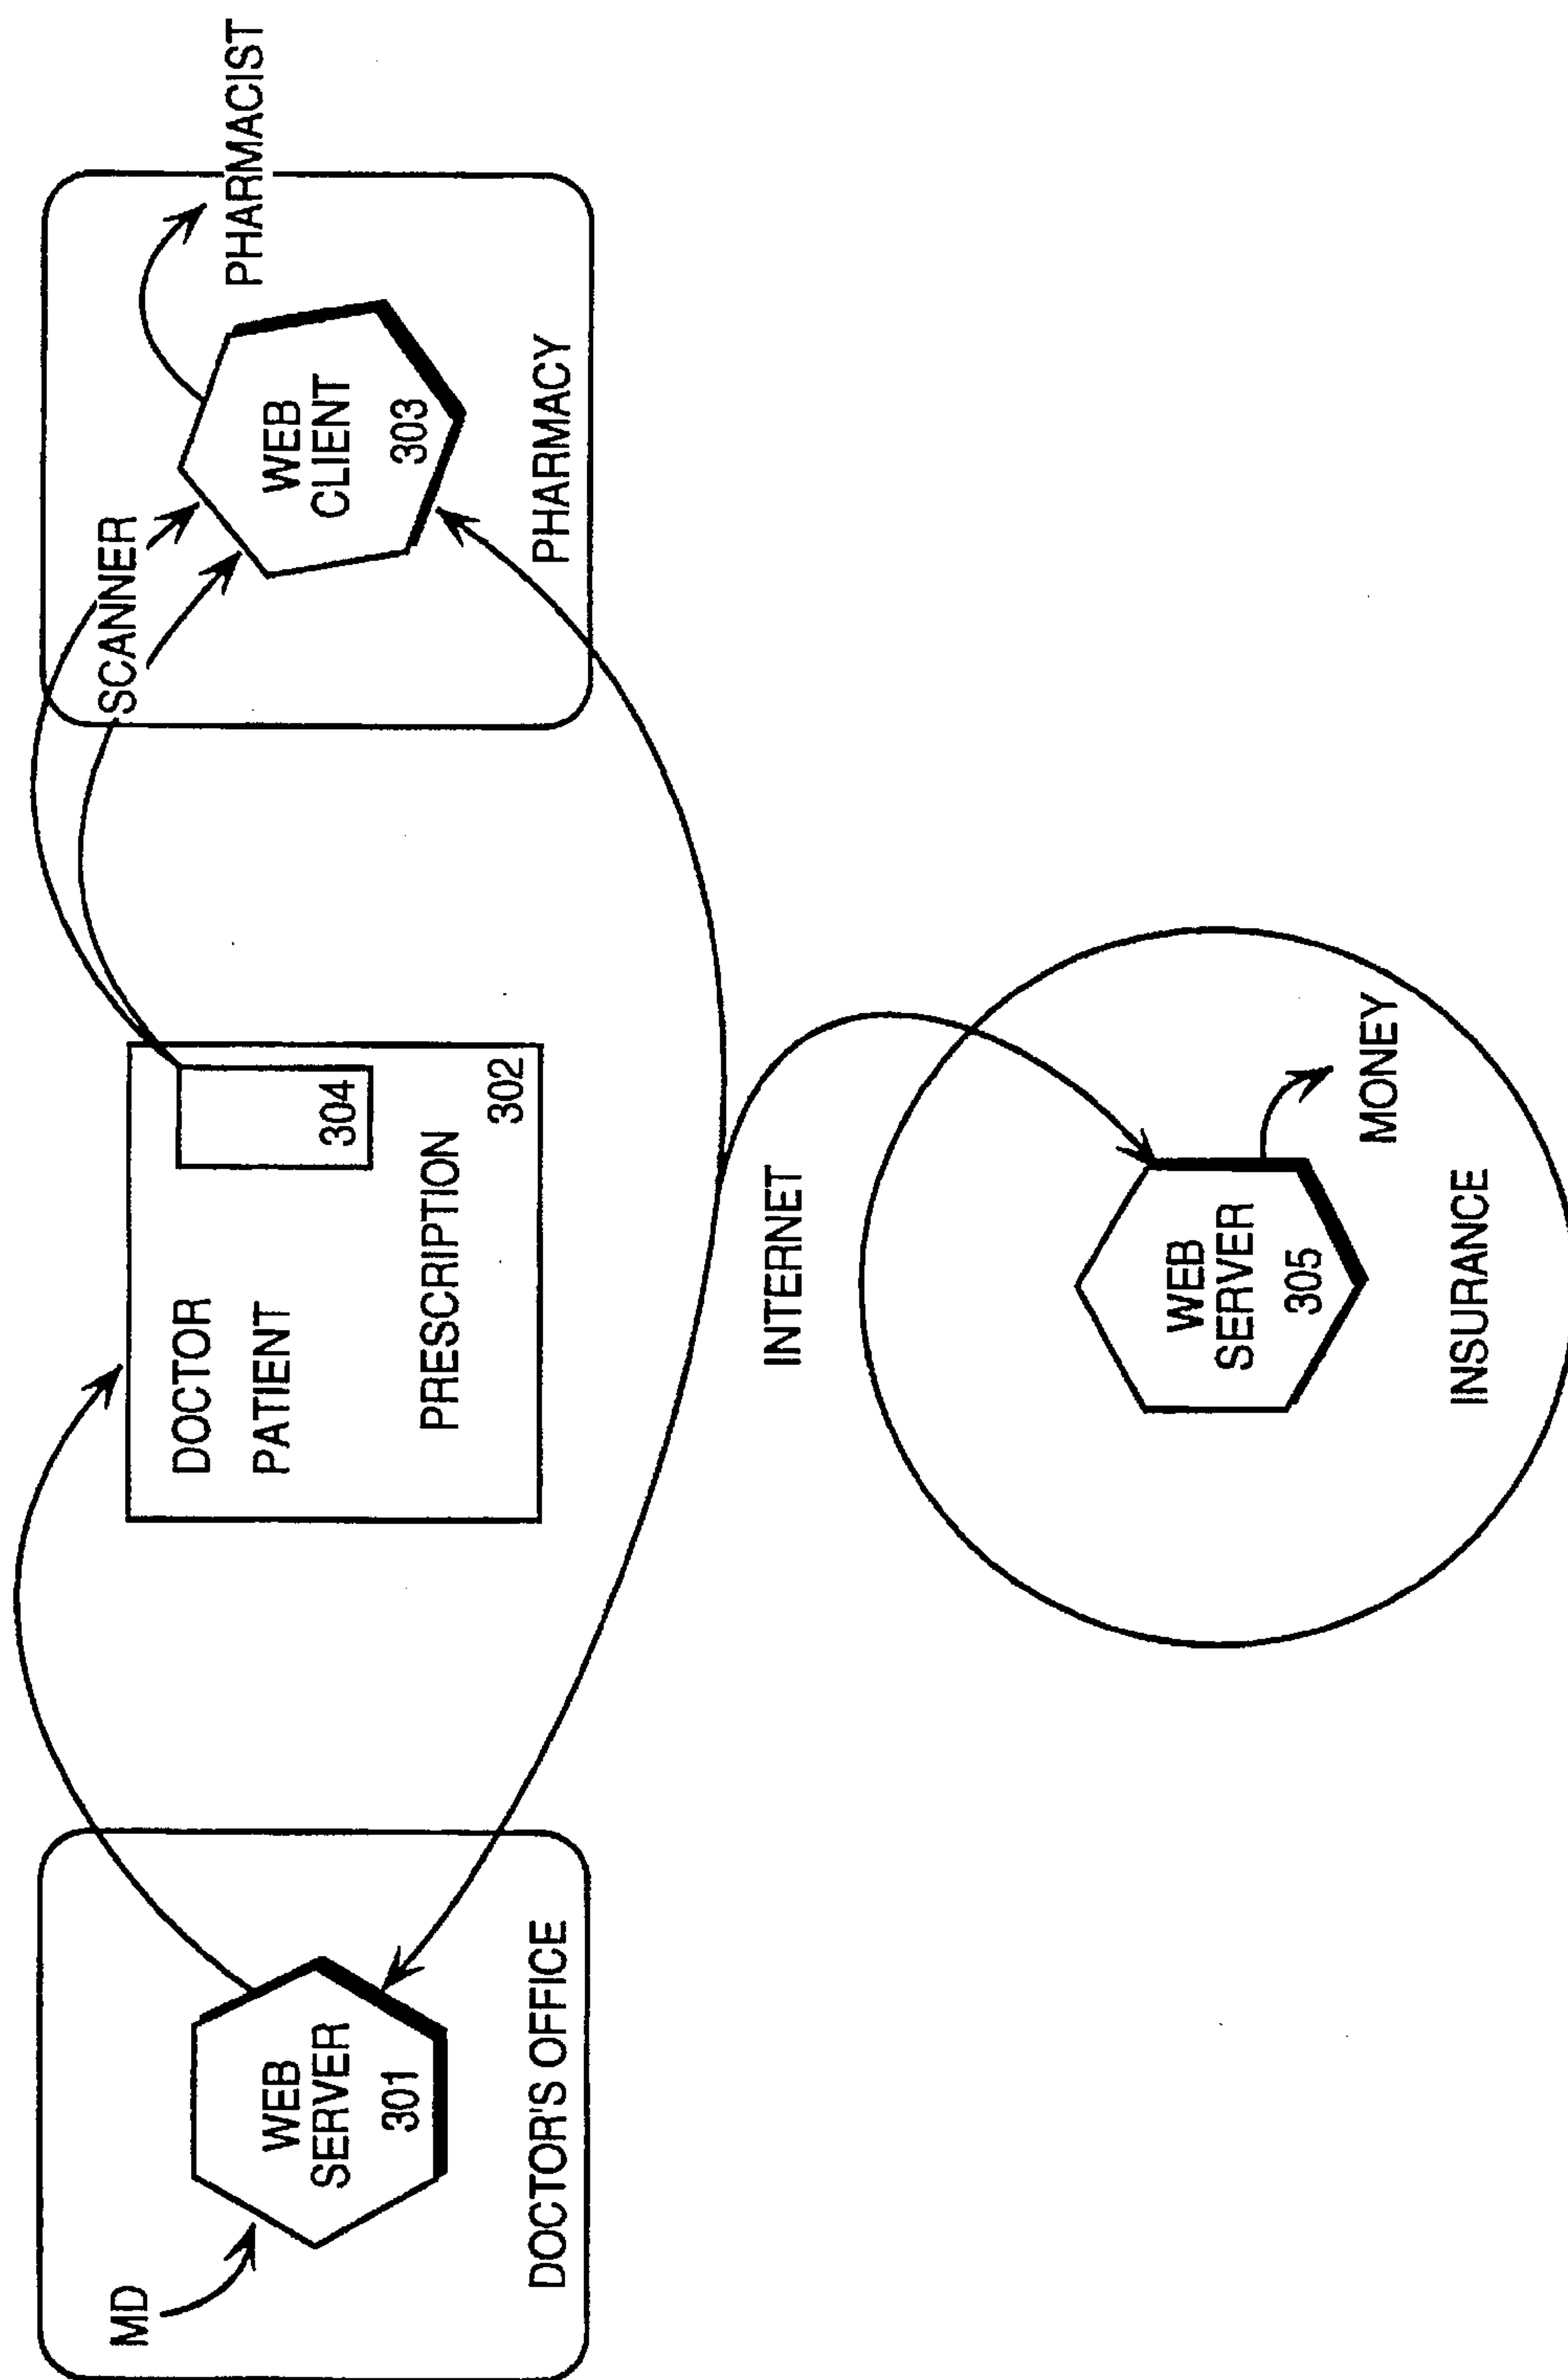 MD
WEB
SERVER
301
DOCTOR'S OFFICE
DOCTOR
PATIENT
304
PRESCRIPTION
302
SCANNER
WEB
CLIENT
303
PHARMACIST
PHARMACY
INTERNET
WEB
SERVER
305
MONEY
INSURANCE